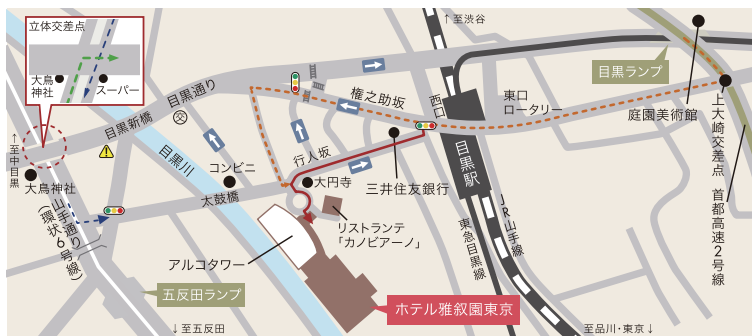 立体交差点
大鳥
神社
スーパー
↑至渋谷
目黒ランプ
庭園美術館
上大崎交差点
首都高速2号線
目黒通り
目黒新橋
交
権之助坂
西口
東口
ロータリー
目黒駅
↑至中目黒
大鳥神社
目黒川
コンビニ
行人坂
大円寺
三井住友銀行
太鼓橋
山手通り
(環状6号線)
リストランテ
「カノビアーノ」
アルコタワー
東急目黒線
JR山手線
五反田ランプ
ホテル雅叙園東京
↓至五反田
至品川・東京↓